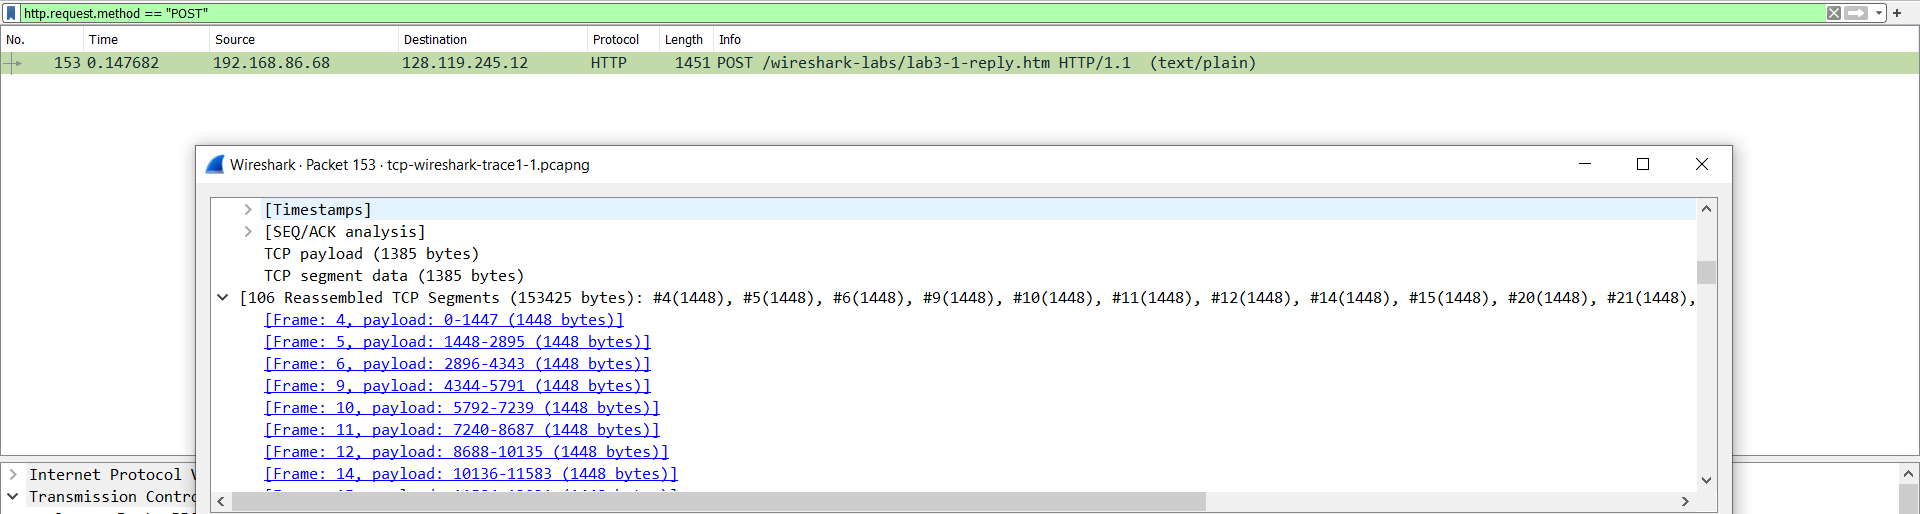 http.request.method == "POST"
No. Time Source Destination Protocol Length Info
153 0.147682 192.168.86.68 128.119.245.12 HTTP 1451 POST /wireshark-labs/lab3-1-reply.htm HTTP/1.1 (text/plain)
Wireshark · Packet 153 · tcp-wireshark-trace1-1.pcapng
[Timestamps]
[SEQ/ACK analysis]
TCP payload (1385 bytes)
TCP segment data (1385 bytes)
[106 Reassembled TCP Segments (153425 bytes): #4(1448), #5(1448), #6(1448), #9(1448), #10(1448), #11(1448), #12(1448), #14(1448), #15(1448), #20(1448), #21(1448),
[Frame: 4, payload: 0-1447 (1448 bytes)]
[Frame: 5, payload: 1448-2895 (1448 bytes)]
[Frame: 6, payload: 2896-4343 (1448 bytes)]
[Frame: 9, payload: 4344-5791 (1448 bytes)]
[Frame: 10, payload: 5792-7239 (1448 bytes)]
[Frame: 11, payload: 7240-8687 (1448 bytes)]
[Frame: 12, payload: 8688-10135 (1448 bytes)]
[Frame: 14, payload: 10136-11583 (1448 bytes)]
Internet Protocol
Transmission